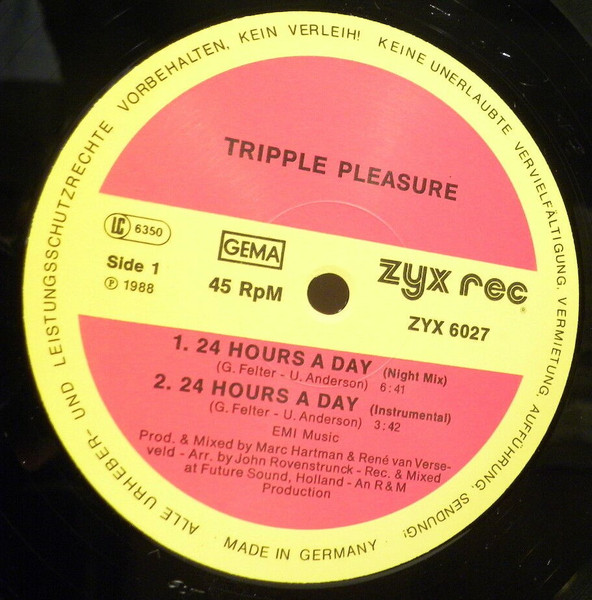 ALLE URHEBER- UND LEISTUNGSSCHUTZRECHTE VORBEHALTEN, KEIN VERLEIH! KEINE UNERLAUBTE VERVIELFÄLTIGUNG, VERMIETUNG, AUFFÜHRUNG, SENDUNG!
TRIPPLE PLEASURE
LC 6350
GEMA
zyx rec
Side 1
℗ 1988
45 RpM
ZYX 6027
1. 24 HOURS A DAY (Night Mix)
(G. Felter - U. Anderson) 6:41
2. 24 HOURS A DAY (Instrumental)
(G. Felter - U. Anderson) 3:42
EMI Music
Prod. & Mixed by Marc Hartman & René van Verse-
veld - Arr. by John Rovenstrunck - Rec. & Mixed
at Future Sound, Holland - An R & M
Production
MADE IN GERMANY